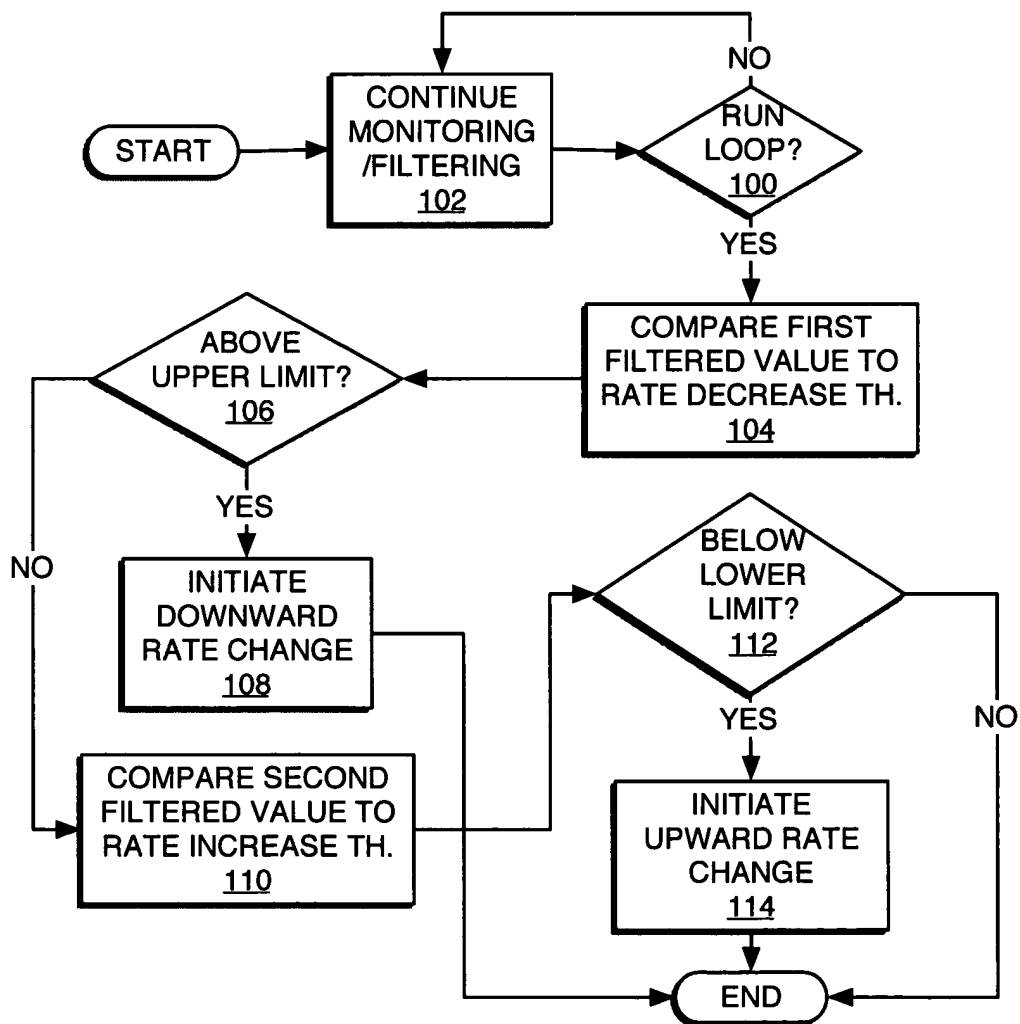 NO
START
CONTINUE
MONITORING
/FILTERING
102
RUN
LOOP?
100
YES
COMPARE FIRST
FILTERED VALUE TO
RATE DECREASE TH.
104
ABOVE
UPPER LIMIT?
106
YES
NO
INITIATE
DOWNWARD
RATE CHANGE
108
COMPARE SECOND
FILTERED VALUE TO
RATE INCREASE TH.
110
BELOW
LOWER
LIMIT?
112
YES
NO
INITIATE
UPWARD RATE
CHANGE
114
END